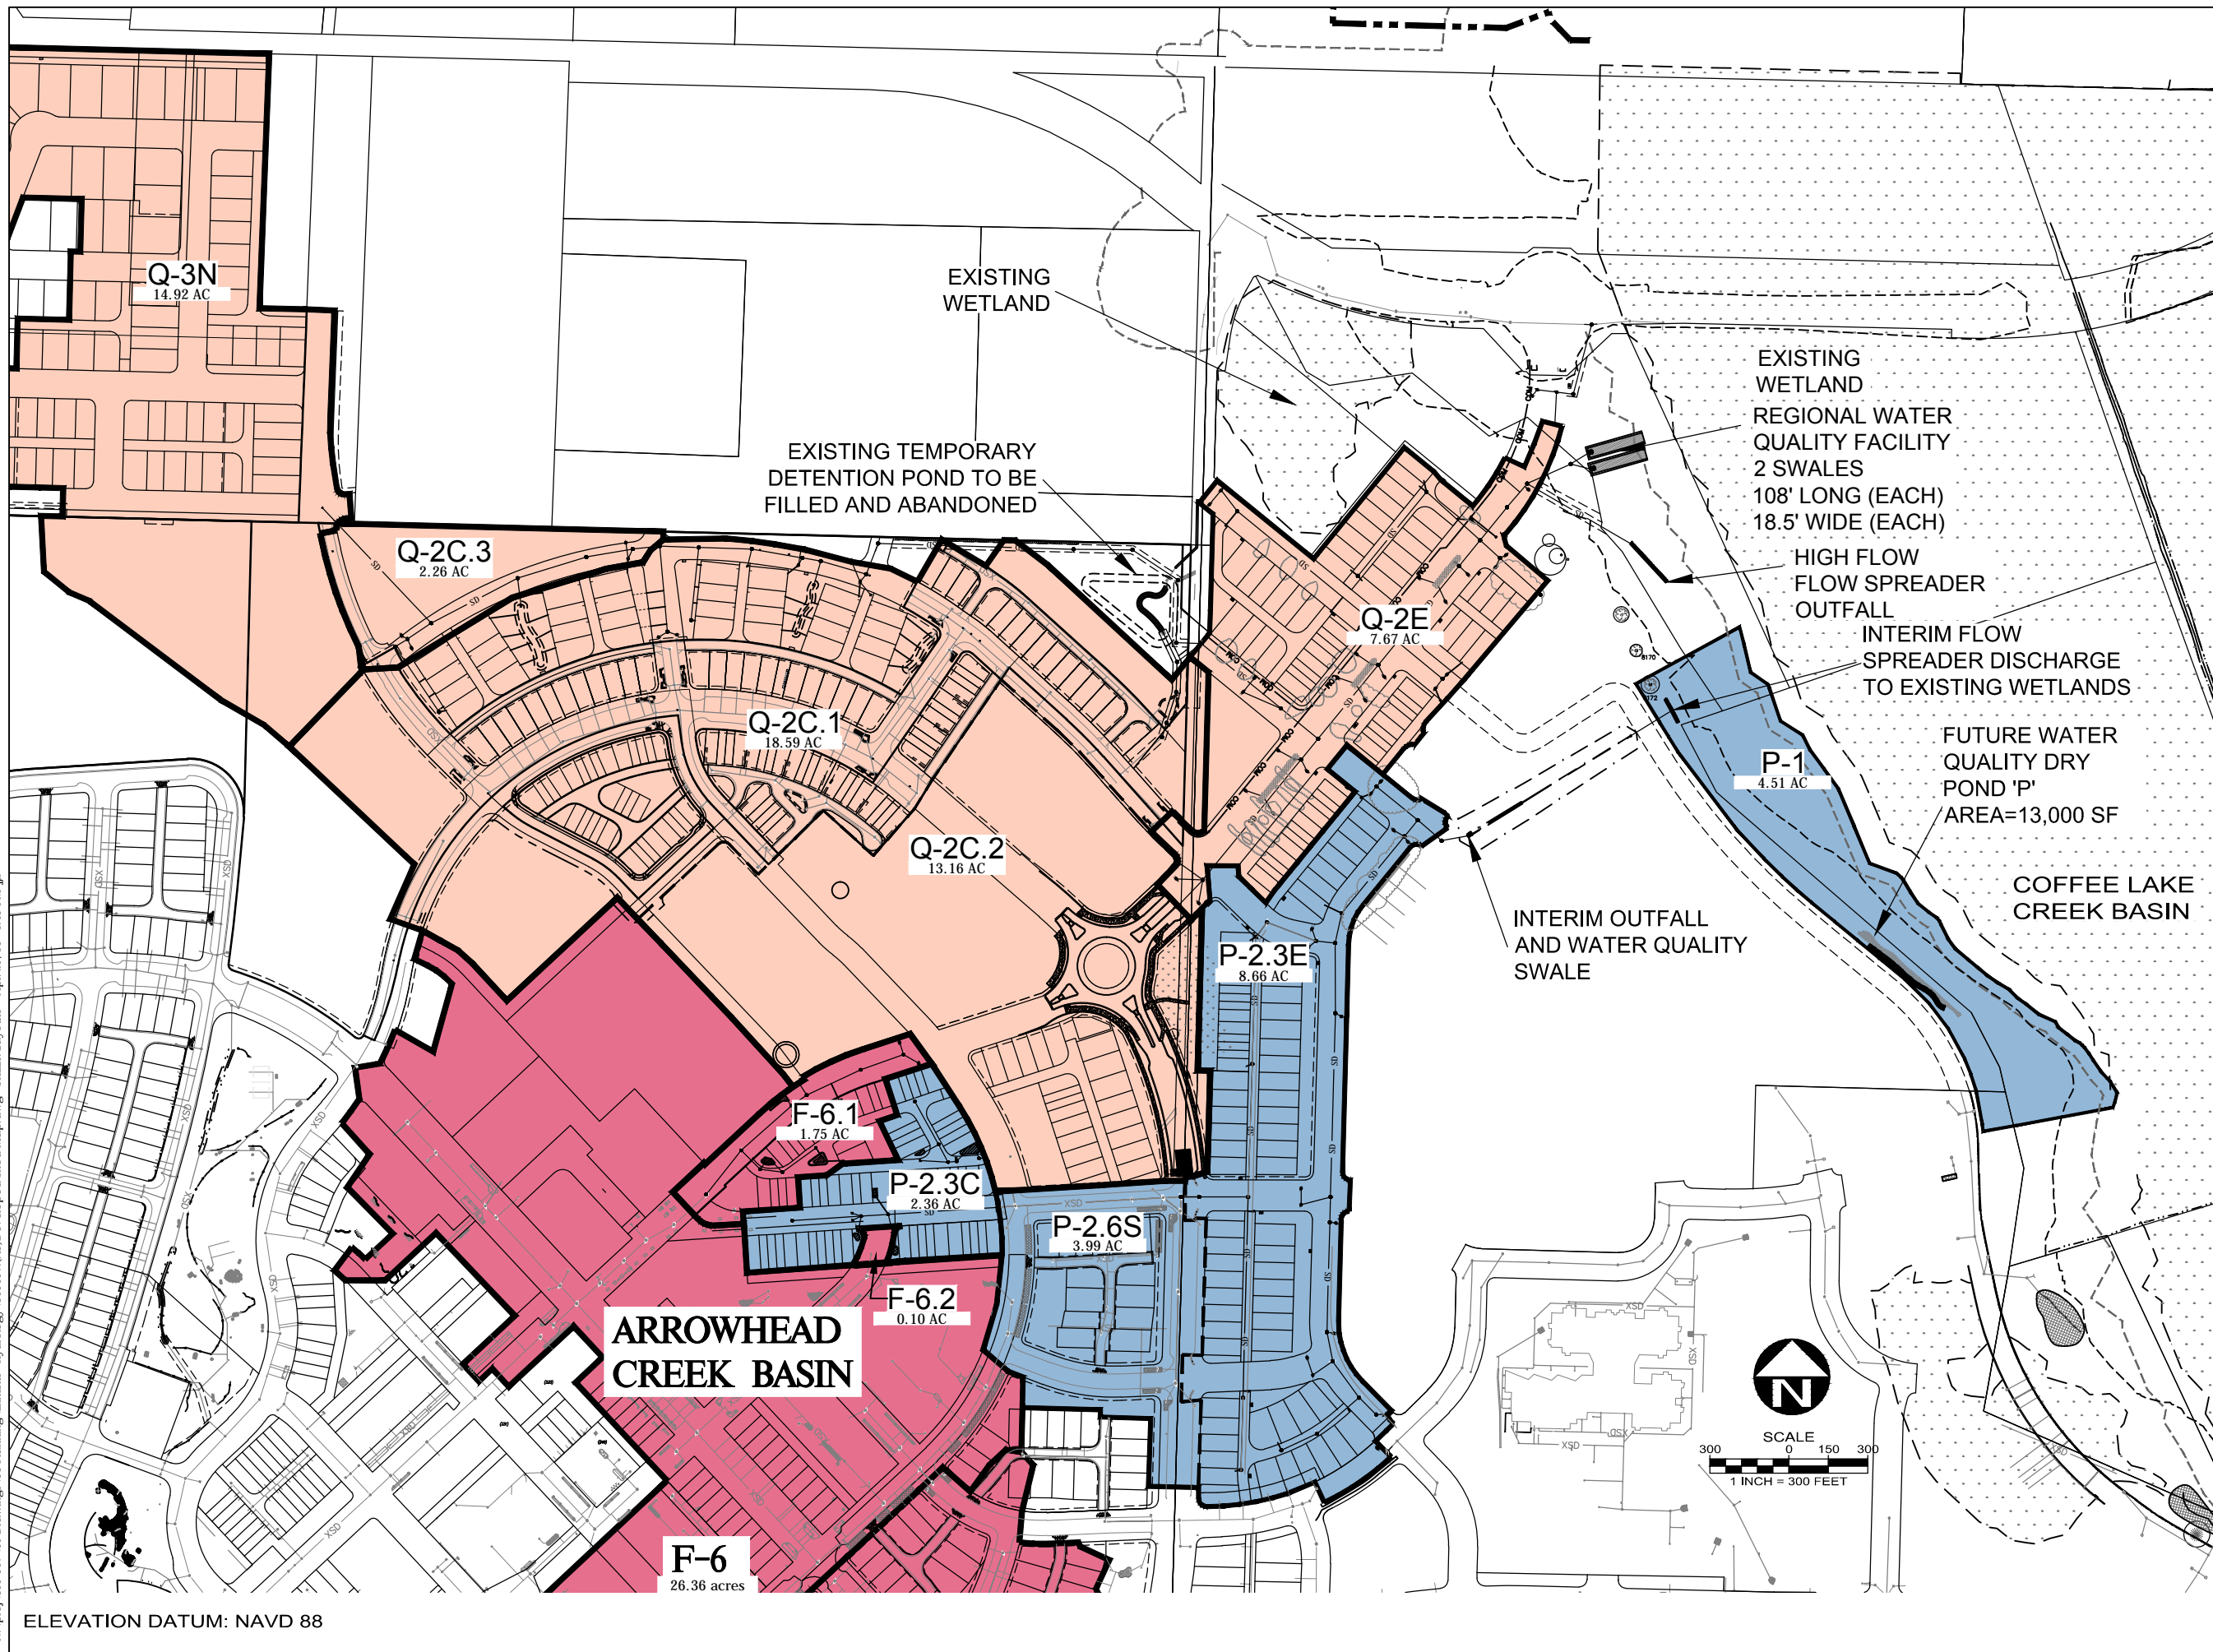 Q-3N
14.92 AC
EXISTING
WETLAND
EXISTING
WETLAND
REGIONAL WATER
QUALITY FACILITY
2 SWALES
108' LONG (EACH)
18.5' WIDE (EACH)
EXISTING TEMPORARY
DETENTION POND TO BE
FILLED AND ABANDONED
HIGH FLOW
FLOW SPREADER
OUTFALL
Q-2C.3
2.26 AC
Q-2E
7.67 AC
INTERIM FLOW
SPREADER DISCHARGE
TO EXISTING WETLANDS
Q-2C.1
18.59 AC
FUTURE WATER
QUALITY DRY
POND 'P'
AREA=13,000 SF
P-1
4.51 AC
Q-2C.2
13.16 AC
COFFEE LAKE
CREEK BASIN
INTERIM OUTFALL
AND WATER QUALITY
SWALE
P-2.3E
8.66 AC
F-6.1
1.75 AC
P-2.3C
2.36 AC
P-2.6S
3.99 AC
F-6.2
0.10 AC
ARROWHEAD
CREEK BASIN
N
SCALE
300 0 150 300
1 INCH = 300 FEET
F-6
26.36 acres
ELEVATION DATUM: NAVD 88